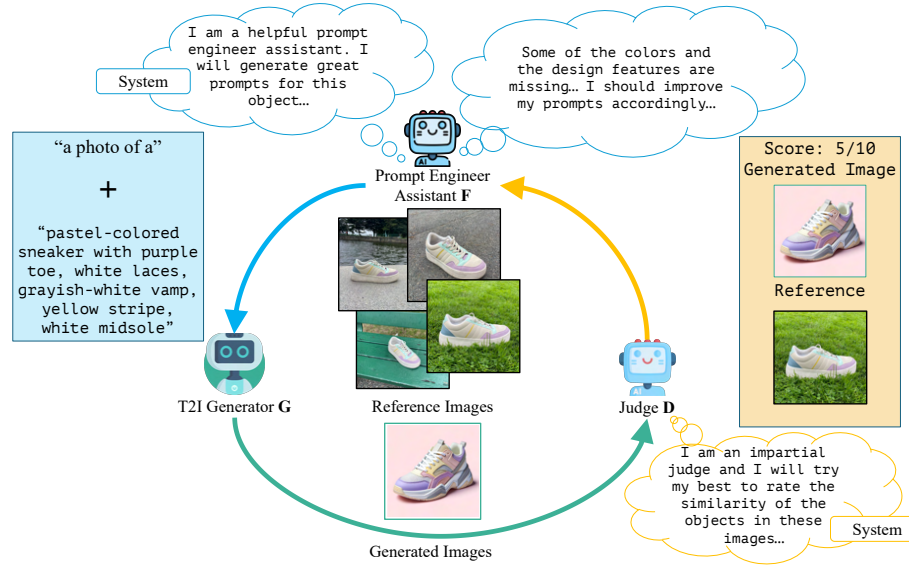 I am a helpful prompt
engineer assistant. I
will generate great
prompts for this
object…
System
Some of the colors and
the design features are
missing… I should improve
my prompts accordingly…
“a photo of a”
+
“pastel-colored
sneaker with purple
toe, white laces,
grayish-white vamp,
yellow stripe,
white midsole”
AI
Prompt Engineer
Assistant F
Score: 5/10
Generated Image
Reference
T2I Generator G
Reference Images
AI
Judge D
Generated Images
I am an impartial
judge and I will try
my best to rate the
similarity of the
objects in these
images…
System